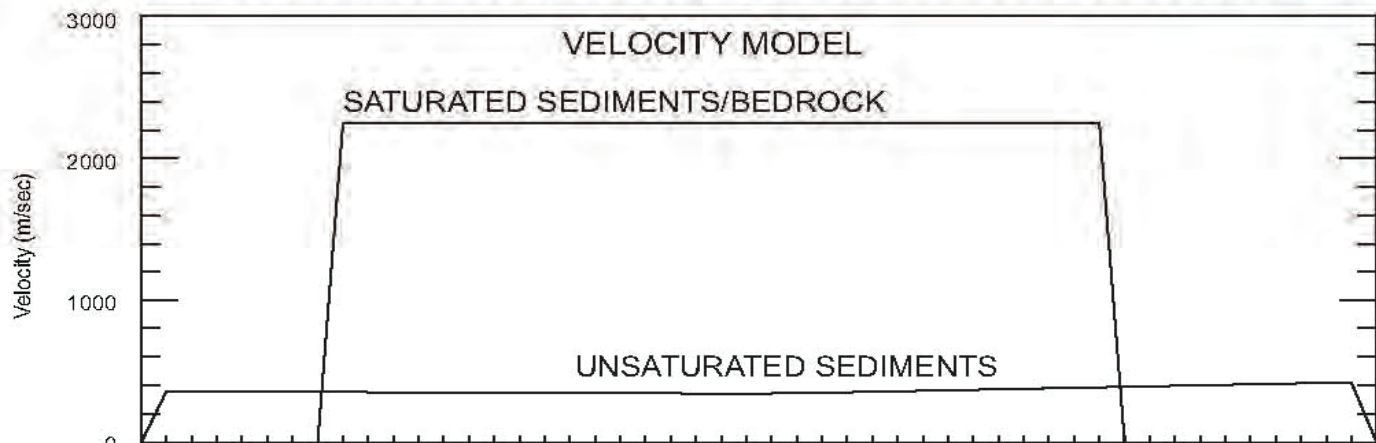 3000
VELOCITY MODEL
SATURATED SEDIMENTS/BEDROCK
2000
Velocity (m/sec)
1000
UNSATURATED SEDIMENTS
0